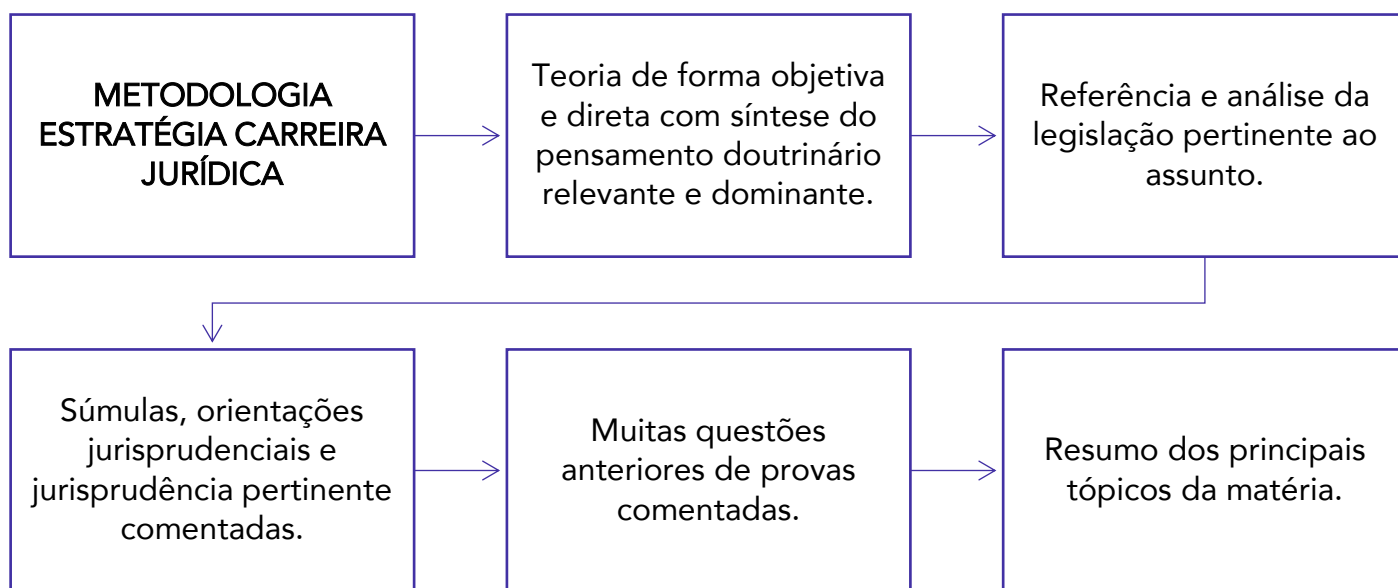 METODOLOGIA
ESTRATÉGIA CARREIRA
JURÍDICA
Teoria de forma objetiva
e direta com síntese do
pensamento doutrinário
relevante e dominante.
Referência e análise da
legislação pertinente ao
assunto.
Súmulas, orientações
jurisprudenciais e
jurisprudência pertinente
comentadas.
Muitas questões
anteriores de provas
comentadas.
Resumo dos principais
tópicos da matéria.